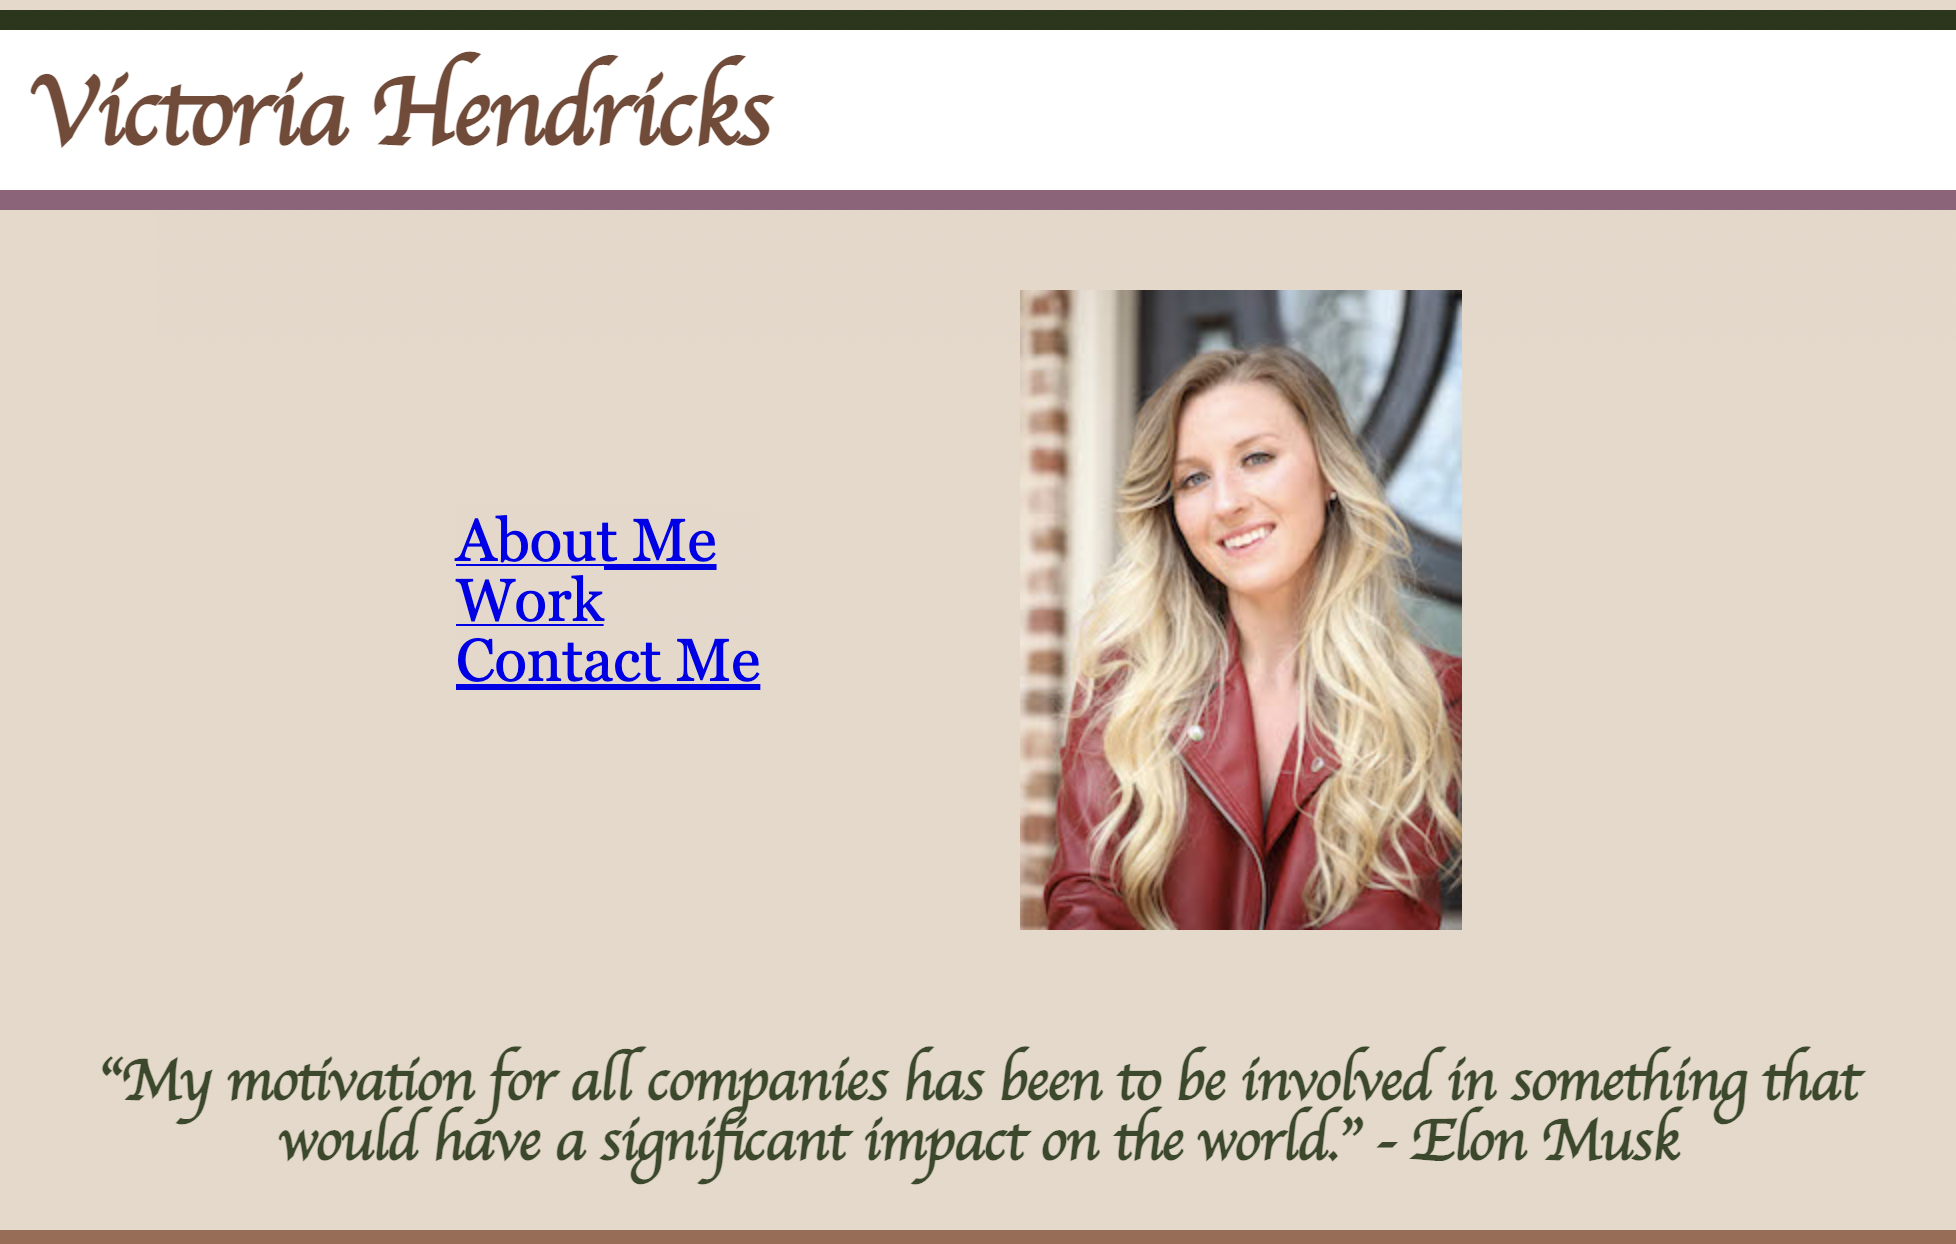 Victoria Hendricks
About Me
Work
Contact Me
“My motivation for all companies has been to be involved in something that
would have a significant impact on the world.” - Elon Musk